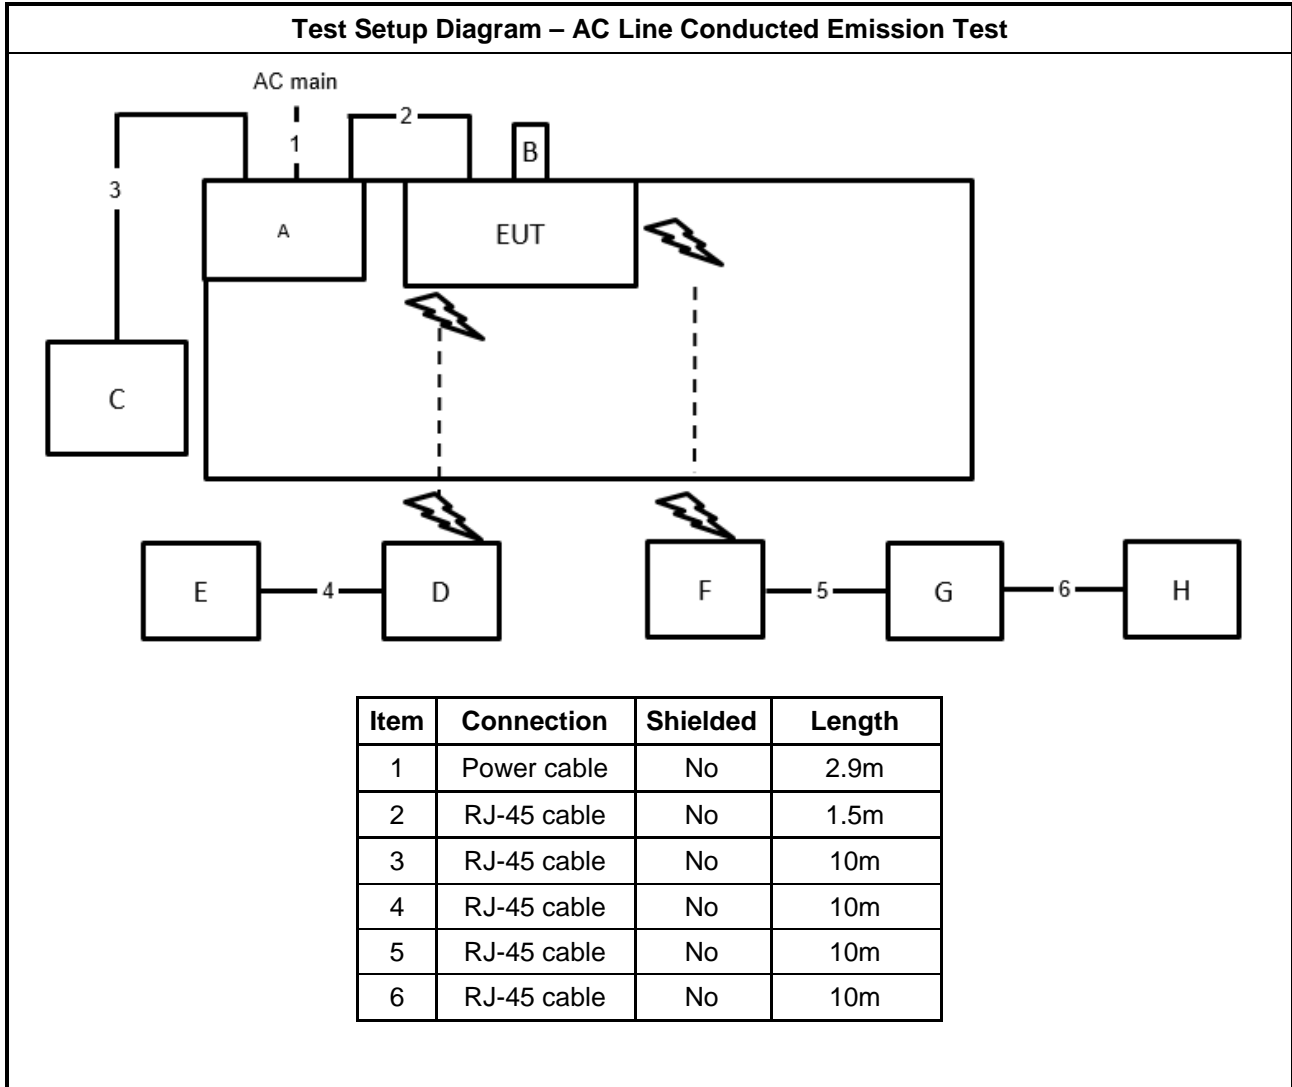 Test Setup Diagram – AC Line Conducted Emission Test
AC main
2
1
B
3
A
EUT
C
E
4
D
F
5
G
6
H
Item Connection Shielded Length
1 Power cable No 2.9m
2 RJ-45 cable No 1.5m
3 RJ-45 cable No 10m
4 RJ-45 cable No 10m
5 RJ-45 cable No 10m
6 RJ-45 cable No 10m